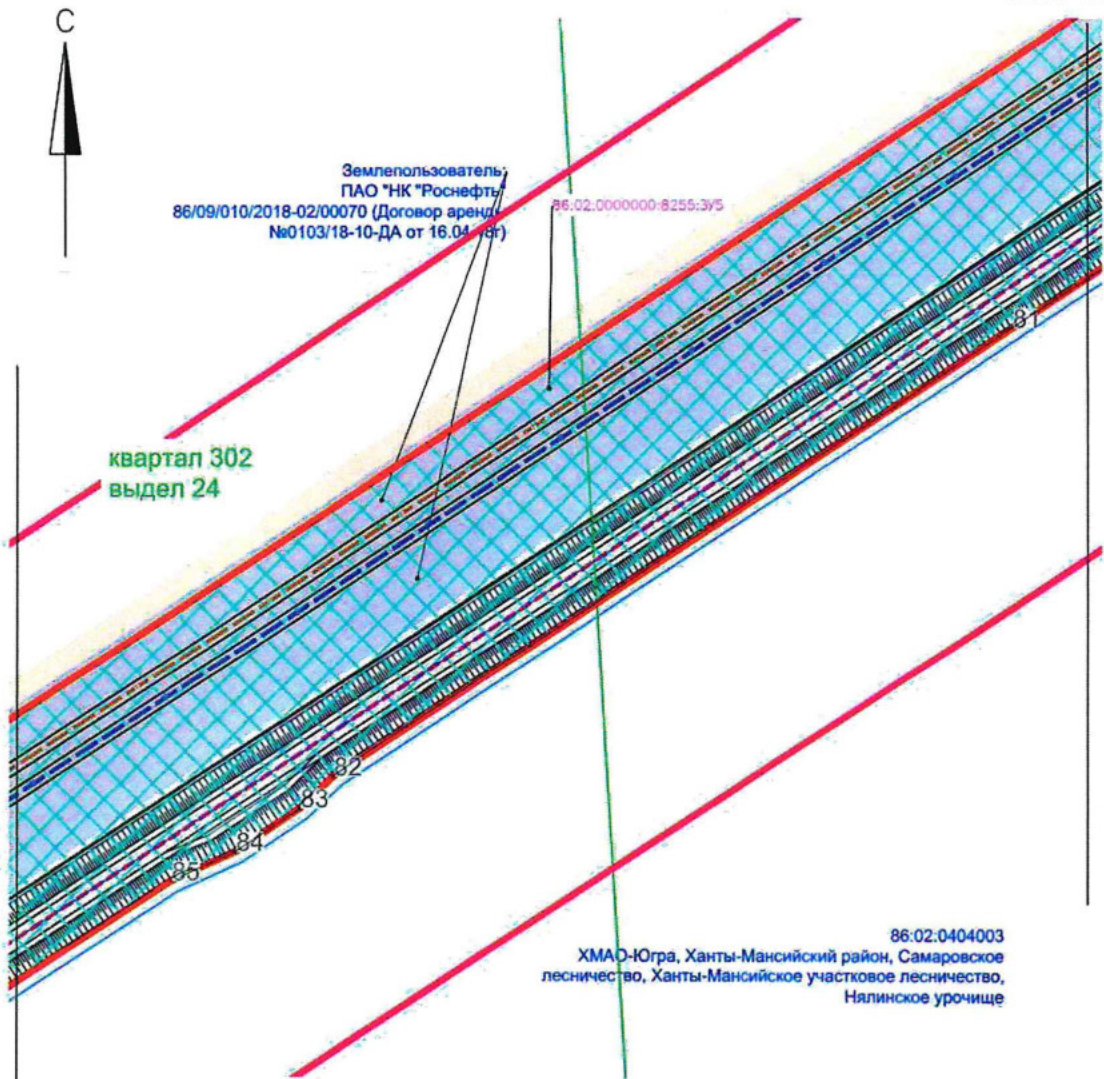 С
Землепользователь:
ПАО "НК "Роснефть"
86/09/010/2018-02/00070 (Договор аренды
№0103/18-10-ДА от 16.04.18г)
86:02:0000000:8255:ЗУ5
81
квартал 302
выдел 24
82
83
84
85
86:02:0404003
ХМАО-Югра, Ханты-Мансийский район, Самаровское
лесничество, Ханты-Мансийское участковое лесничество,
Нялинское урочище